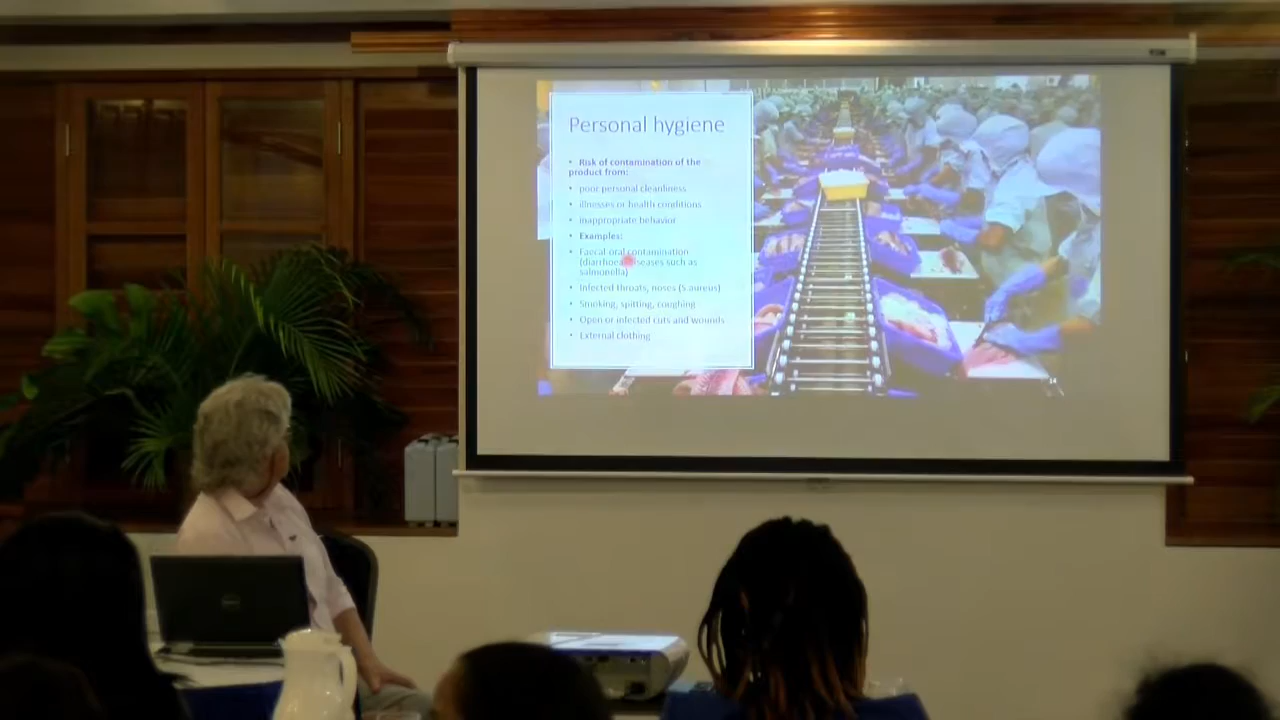 Personal hygiene
• Risk of contamination of the
product from:
• poor personal cleanliness
• illnesses or health conditions
• inappropriate behavior
• Examples:
• Faecal-oral contamination
(diarrhoea diseases such as
salmonella)
• Infected throats, noses (S aureus)
• Smoking, spitting, coughing
• Open or infected cuts and wounds
• External clothing